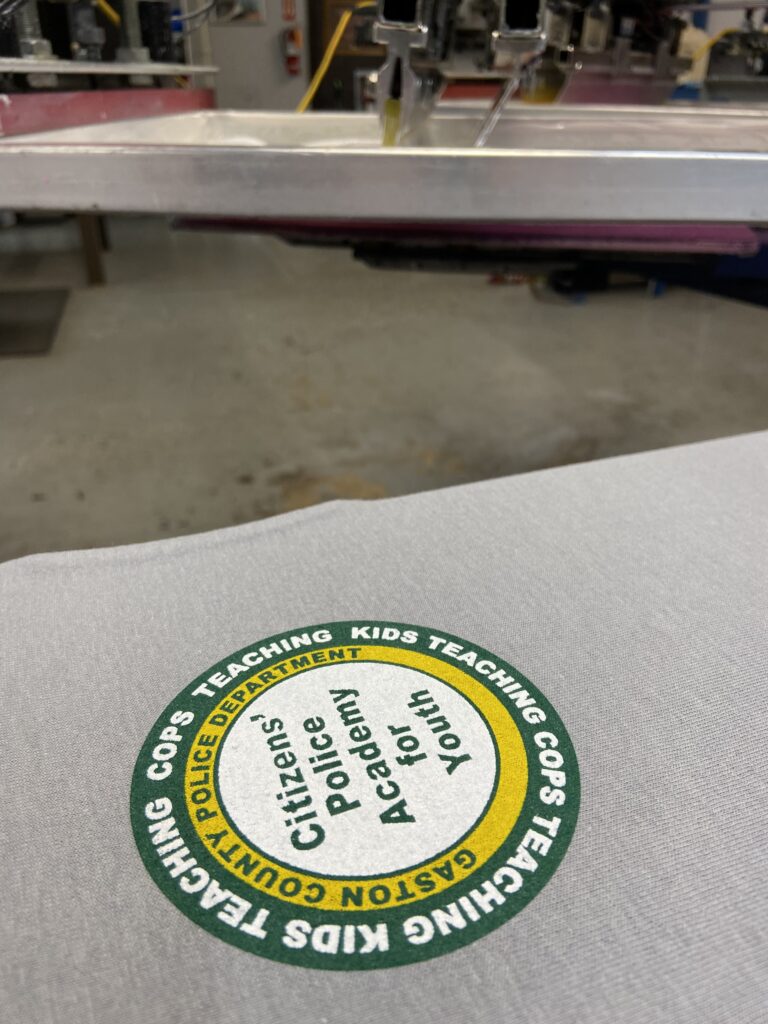 COPS TEACHING KIDS TEACHING COPS TEACHING KIDS TEACHING
GASTON COUNTY POLICE DEPARTMENT
Citizens,
Police
Academy
for
Youth